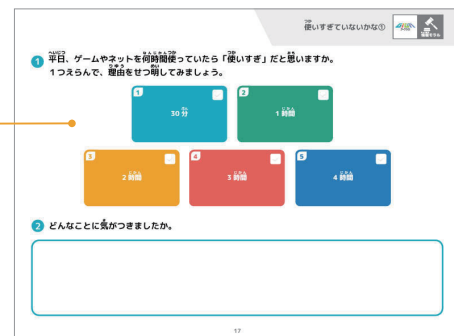 使いすぎていないかな①
1 平日、ゲームやネットを何時間使っていたら「使いすぎ」だと思いますか。
1つえらんで、理由をせつ明してみましょう。
1 30分
2 1時間
3 2時間
4 3時間
5 4時間
2 どんなことに気がつきましたか。
17